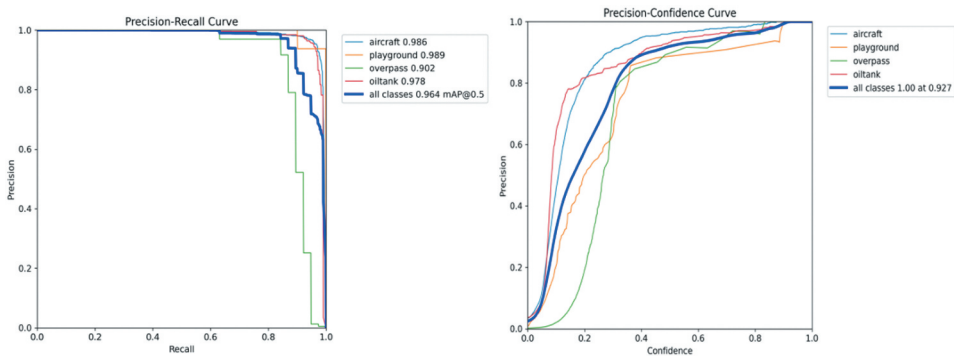 Precision-Recall Curve
1.0
0.8
0.6
0.4
0.2
0.0
Precision
0.0 0.2 0.4 0.6 0.8 1.0
Recall
aircraft 0.986
playground 0.989
overpass 0.902
oiltank 0.978
all classes 0.964 mAP@0.5
Precision-Confidence Curve
1.0
0.8
0.6
0.4
0.2
0.0
Precision
0.0 0.2 0.4 0.6 0.8 1.0
Confidence
aircraft
playground
overpass
oiltank
all classes 1.00 at 0.927